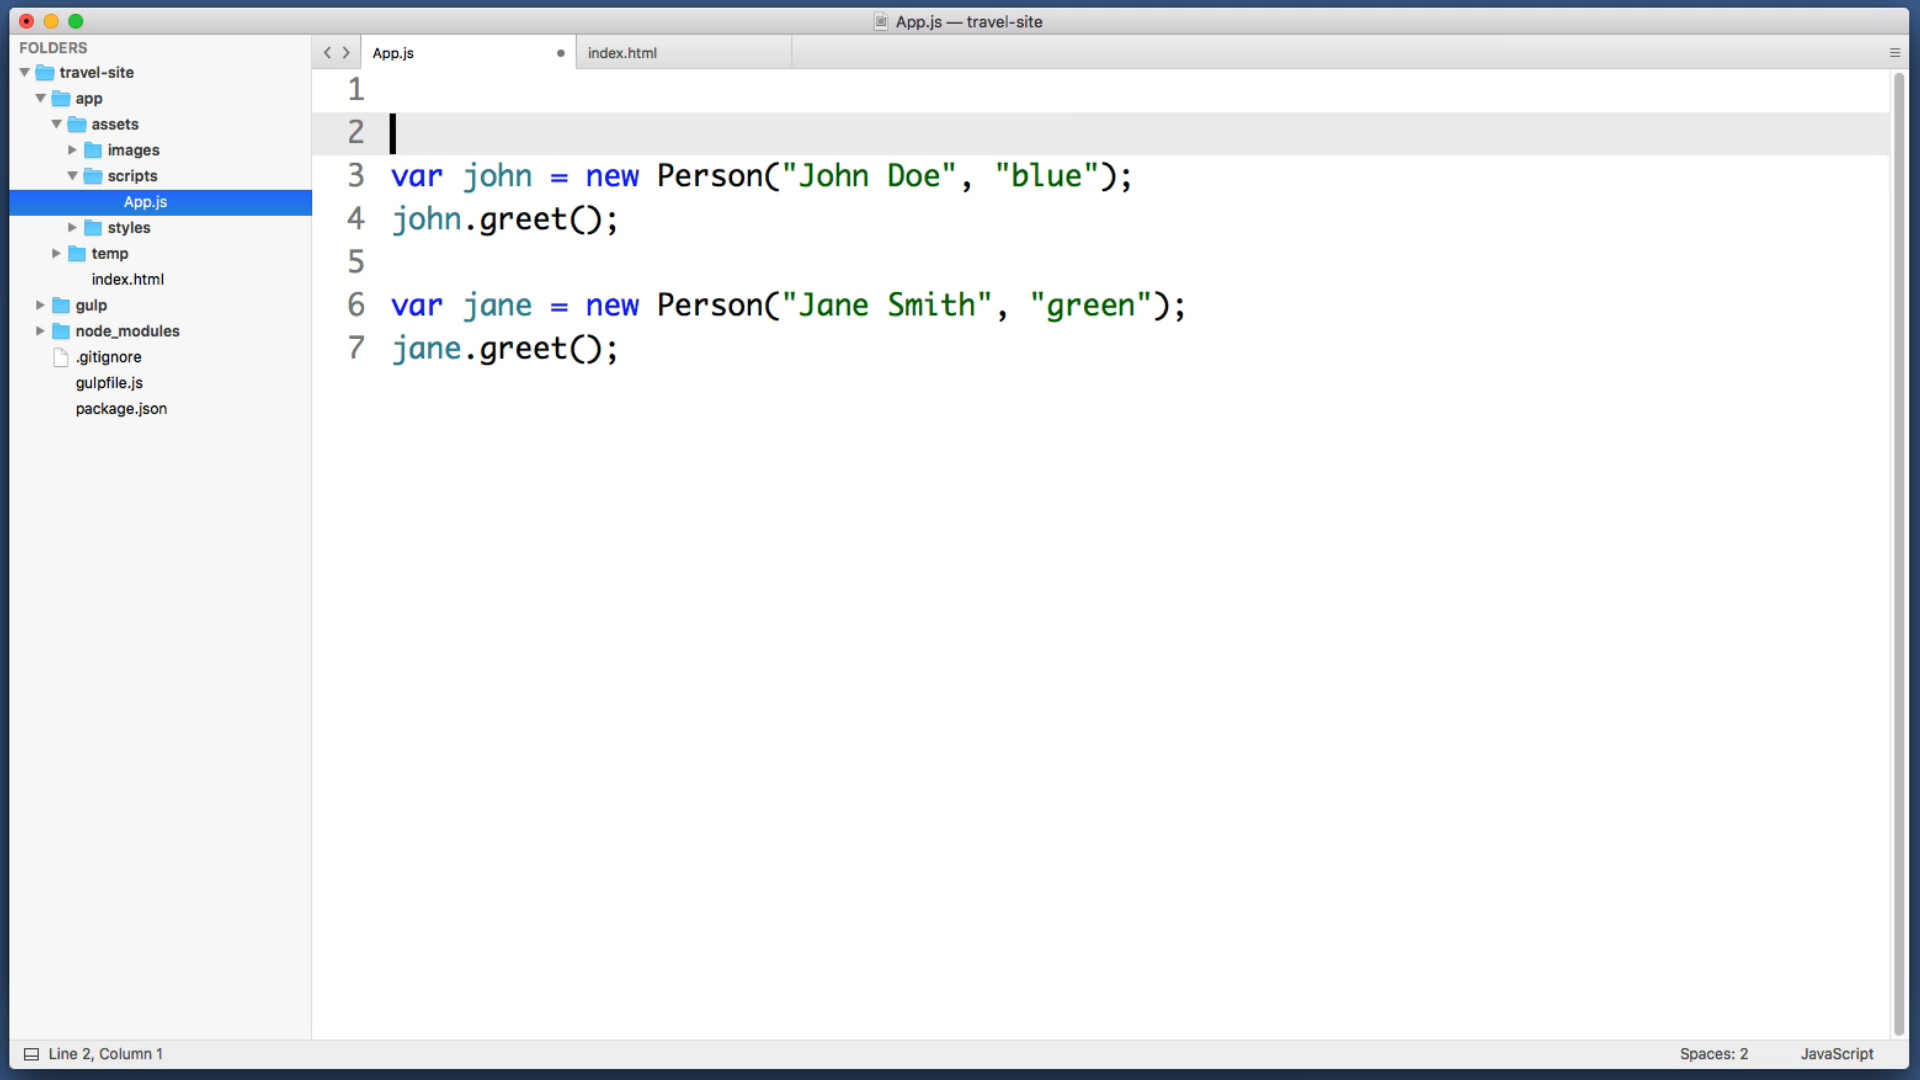 App.js — travel-site
FOLDERS
travel-site
app
assets
images
scripts
App.js
styles
temp
index.html
gulp
node_modules
.gitignore
gulpfile.js
package.json
App.js
index.html
1
2
3 var john = new Person("John Doe", "blue");
4 john.greet();
5
6 var jane = new Person("Jane Smith", "green");
7 jane.greet();
Line 2, Column 1
Spaces: 2
JavaScript